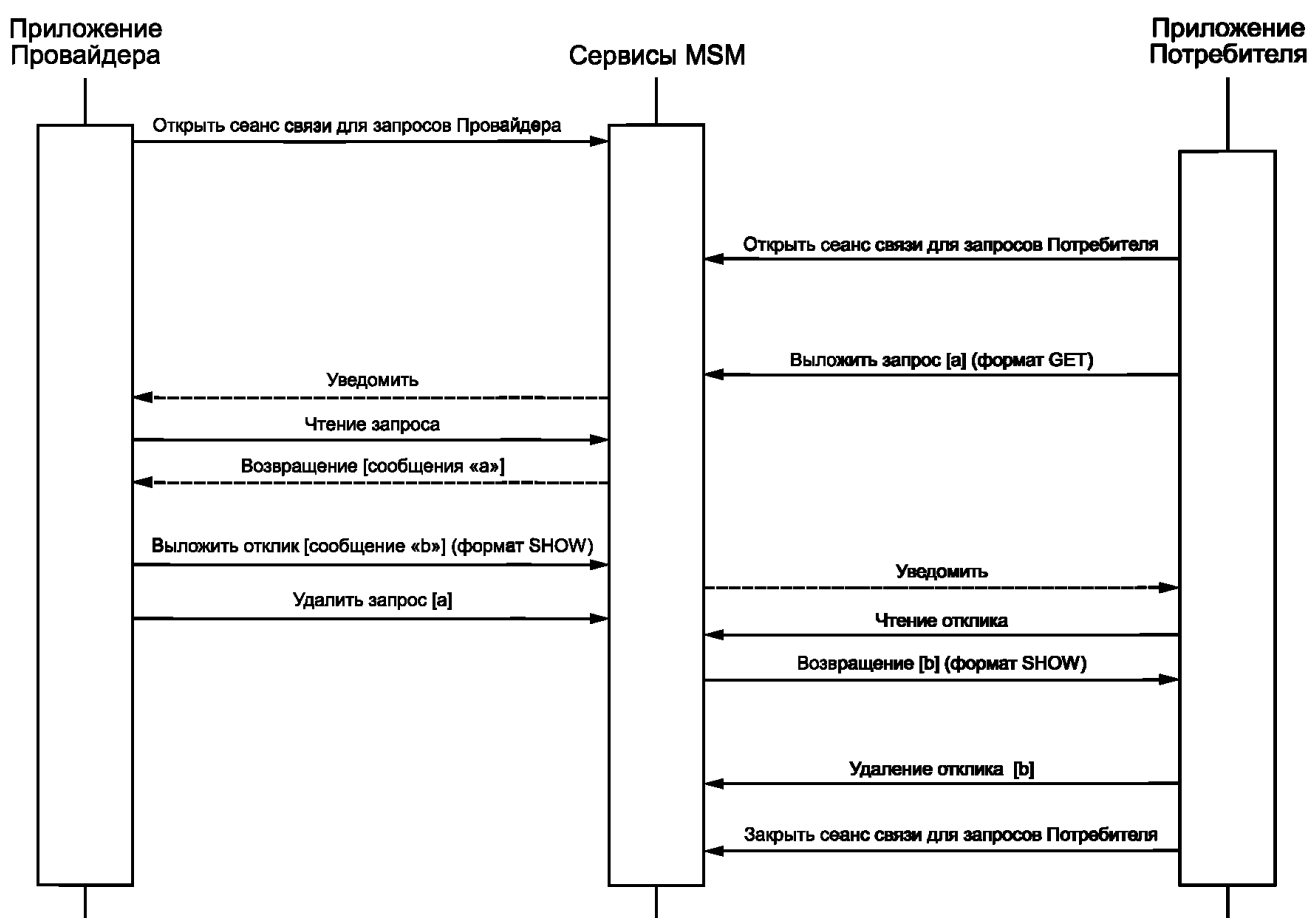 Приложение
Провайдера
Сервисы MSM
Приложение
Потребителя
Открыть сеанс связи для запросов Провайдера
Открыть сеанс связи для запросов Потребителя
Выложить запрос [a] (формат GET)
Уведомить
Чтение запроса
Возвращение [сообщения «a»]
Выложить отклик [сообщение «b»] (формат SHOW)
Уведомить
Удалить запрос [a]
Чтение отклика
Возвращение [b] (формат SHOW)
Удаление отклика [b]
Закрыть сеанс связи для запросов Потребителя